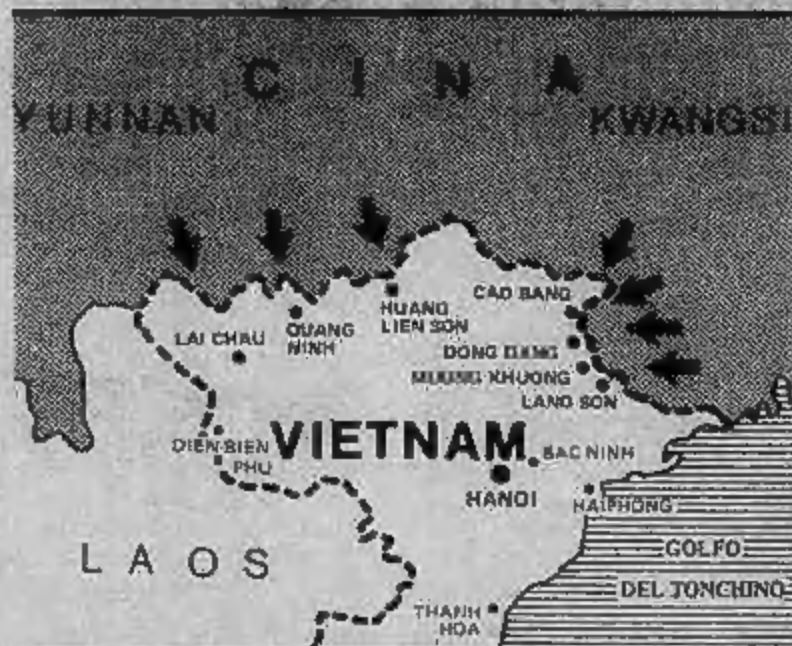 CINA
YUNNAN
KWANGSI
CAO BANG
HUANG
LIEN SON
QUANG
NINH
LAI CHAU
DONG DANG
MUONG KHUONG
LANG SON
VIETNAM
DIEN BIEN
PHU
BAC NINH
HANOI
HAIPHONG
LAOS
GOLFO
DEL TONCHINO
THANH
HOA